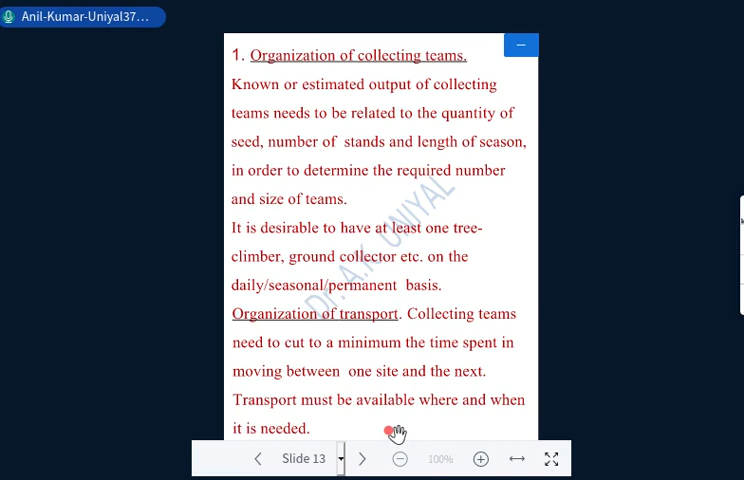 Anil-Kumar-Uniyal37...
1. Organization of collecting teams.
Known or estimated output of collecting
teams needs to be related to the quantity of
seed, number of stands and length of season,
in order to determine the required number
and size of teams.
It is desirable to have at least one tree-
climber, ground collector etc. on the
daily/seasonal/permanent basis.
Organization of transport. Collecting teams
need to cut to a minimum the time spent in
moving between one site and the next.
Transport must be available where and when
it is needed.
Dr. A.K. UNIYAL
Slide 13
100%